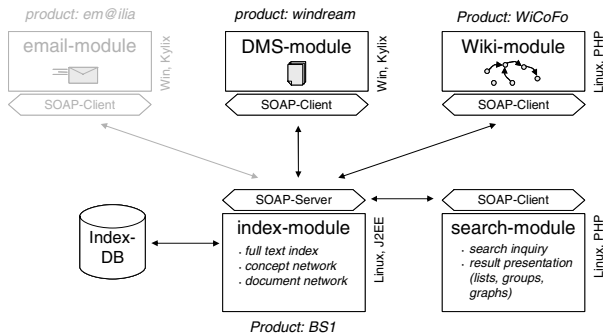 product: em@ilia
email-module
Win, Kylix
SOAP-Client
product: windream
DMS-module
Win, Kylix
SOAP-Client
Product: WiCoFo
Wiki-module
Linux, PHP
SOAP-Client
SOAP-Server
index-module
· full text index
· concept network
· document network
Linux, J2EE
Product: BS1
Index-
DB
SOAP-Client
search-module
· search inquiry
· result presentation
(lists, groups,
graphs)
Linux, PHP